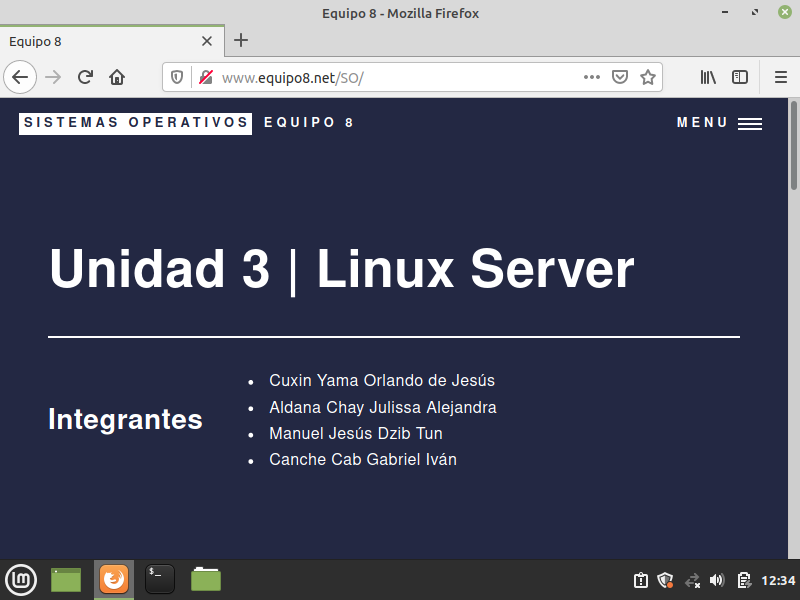 Equipo 8 - Mozilla Firefox
Equipo 8
www.equipo8.net/SO/
SISTEMAS OPERATIVOS EQUIPO 8
MENU
Unidad 3 | Linux Server
Integrantes
• Cuxin Yama Orlando de Jesús
• Aldana Chay Julissa Alejandra
• Manuel Jesús Dzib Tun
• Canche Cab Gabriel Iván
12:34